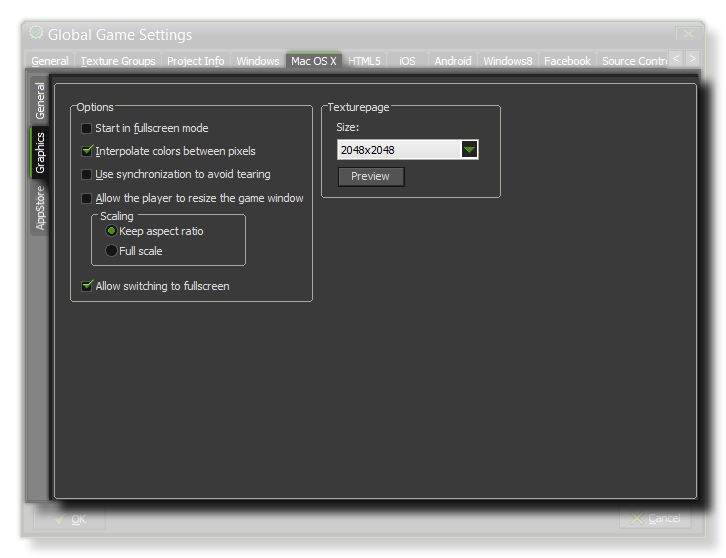 Global Game Settings
General Texture Groups Project Info Windows Mac OS X HTML5 iOS Android Windows8 Facebook Source Contro
General
Graphics
AppStore
Options
Start in fullscreen mode
Interpolate colors between pixels
Use synchronization to avoid tearing
Allow the player to resize the game window
Scaling
Keep aspect ratio
Full scale
Allow switching to fullscreen
Texturepage
Size:
2048x2048
Preview
OK
Cancel